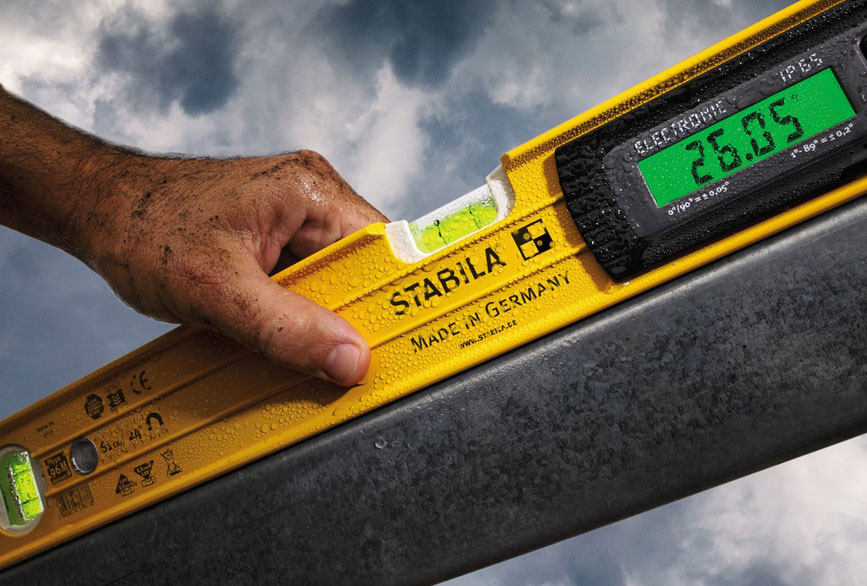 IP65
ELECTRONIC
26.05°
1°-89°=±0.2°
0°/90°=±0.05°
STABILA
MADE IN GERMANY
WWW.STABILA.DE
CE